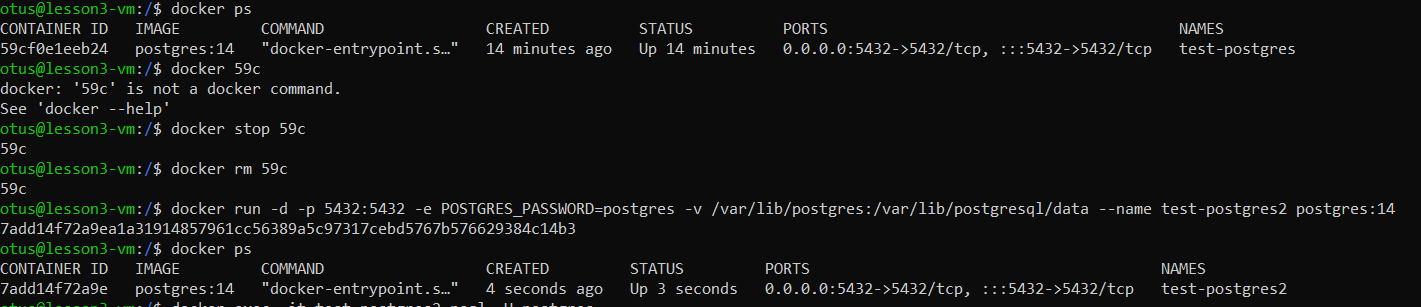 otus@lesson3-vm:/$ docker ps
CONTAINER ID   IMAGE         COMMAND                  CREATED          STATUS          PORTS                                       NAMES
59cf0e1eeb24   postgres:14   "docker-entrypoint.s…"   14 minutes ago   Up 14 minutes   0.0.0.0:5432->5432/tcp, :::5432->5432/tcp   test-postgres
otus@lesson3-vm:/$ docker 59c
docker: '59c' is not a docker command.
See 'docker --help'
otus@lesson3-vm:/$ docker stop 59c
59c
otus@lesson3-vm:/$ docker rm 59c
59c
otus@lesson3-vm:/$ docker run -d -p 5432:5432 -e POSTGRES_PASSWORD=postgres -v /var/lib/postgres:/var/lib/postgresql/data --name test-postgres2 postgres:14
7add14f72a9ea1a31914857961cc56389a5c97317cebd5767b576629384c14b3
otus@lesson3-vm:/$ docker ps
CONTAINER ID   IMAGE         COMMAND                  CREATED         STATUS         PORTS                                       NAMES
7add14f72a9e   postgres:14   "docker-entrypoint.s…"   4 seconds ago   Up 3 seconds   0.0.0.0:5432->5432/tcp, :::5432->5432/tcp   test-postgres2